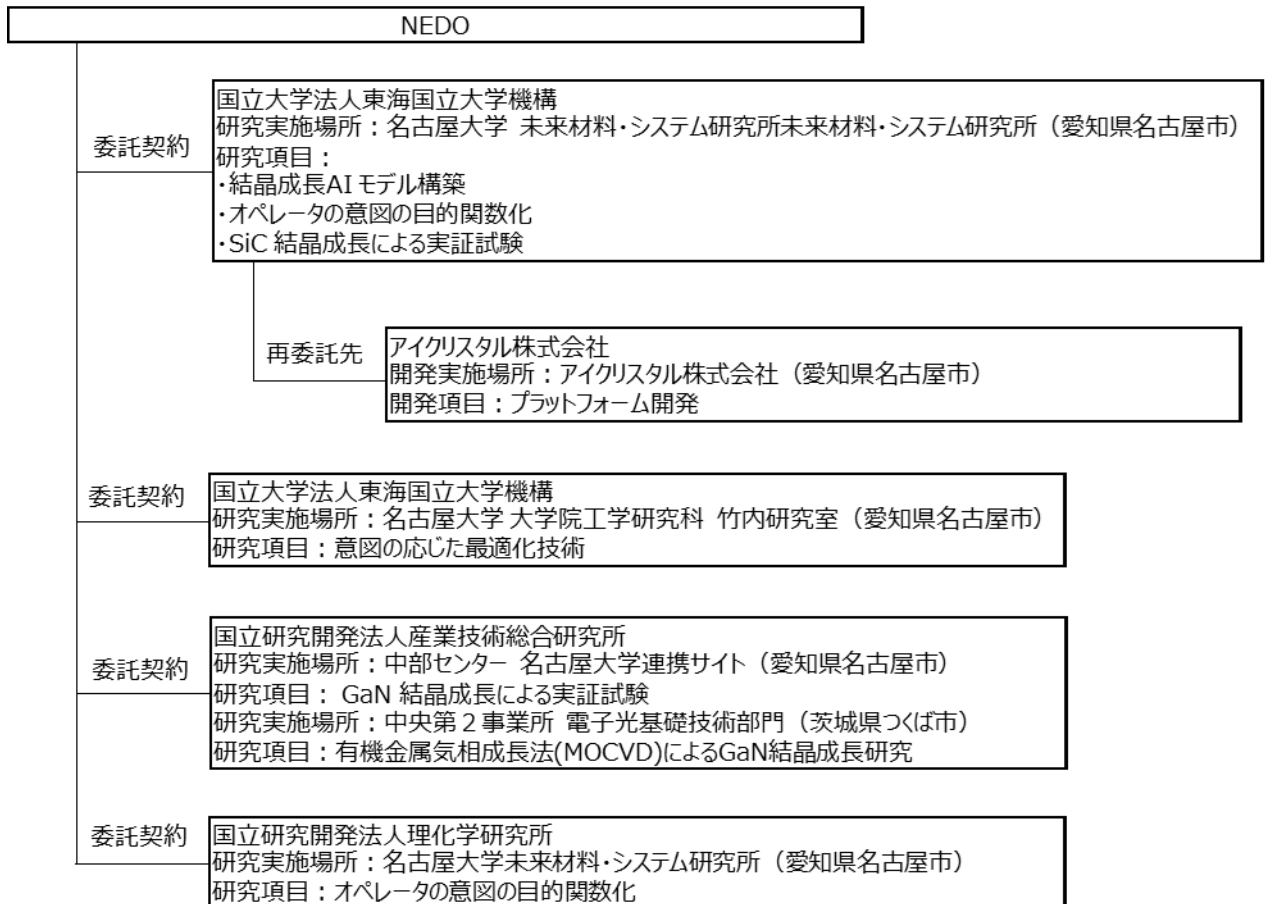 NEDO
委託契約
国立大学法人東海国立大学機構
研究実施場所：名古屋大学 未来材料・システム研究所未来材料・システム研究所（愛知県名古屋市）
研究項目：
・結晶成長AI モデル構築
・オペレータの意図の目的関数化
・SiC 結晶成長による実証試験
再委託先
アイクリスタル株式会社
開発実施場所：アイクリスタル株式会社（愛知県名古屋市）
開発項目：プラットフォーム開発
委託契約
国立大学法人東海国立大学機構
研究実施場所：名古屋大学 大学院工学研究科 竹内研究室（愛知県名古屋市）
研究項目：意図の応じた最適化技術
委託契約
国立研究開発法人産業技術総合研究所
研究実施場所：中部センター 名古屋大学連携サイト（愛知県名古屋市）
研究項目： GaN 結晶成長による実証試験
研究実施場所：中央第２事業所 電子光基礎技術部門（茨城県つくば市）
研究項目：有機金属気相成長法(MOCVD)によるGaN結晶成長研究
委託契約
国立研究開発法人理化学研究所
研究実施場所：名古屋大学未来材料・システム研究所（愛知県名古屋市）
研究項目：オペレータの意図の目的関数化